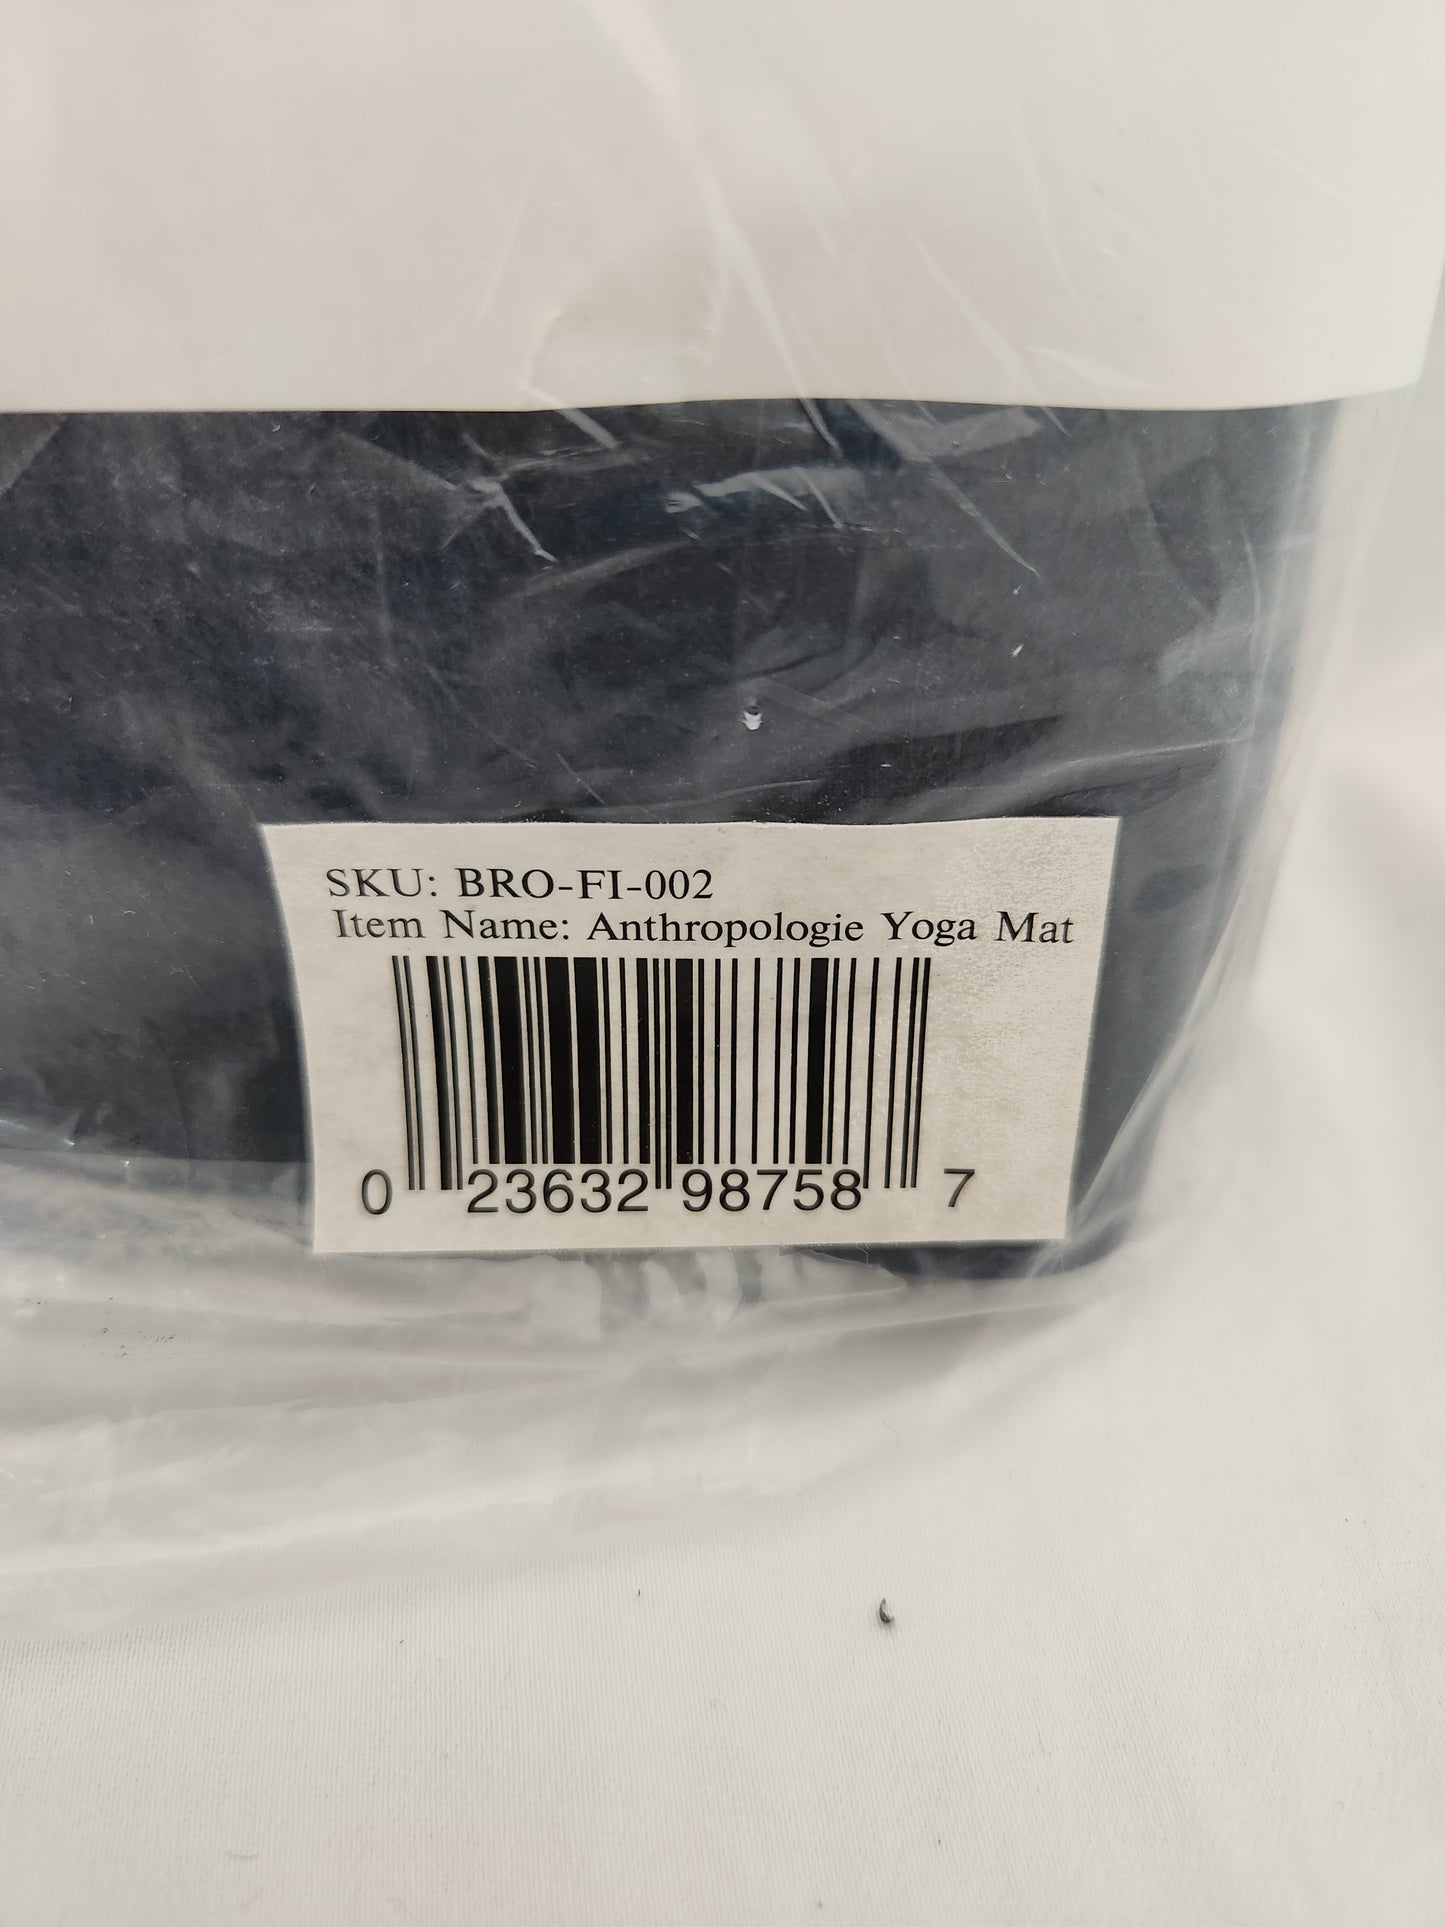 SKU: BRO-FI-002
Item Name: Anthropologie Yoga Mat
0 23632 98758 7